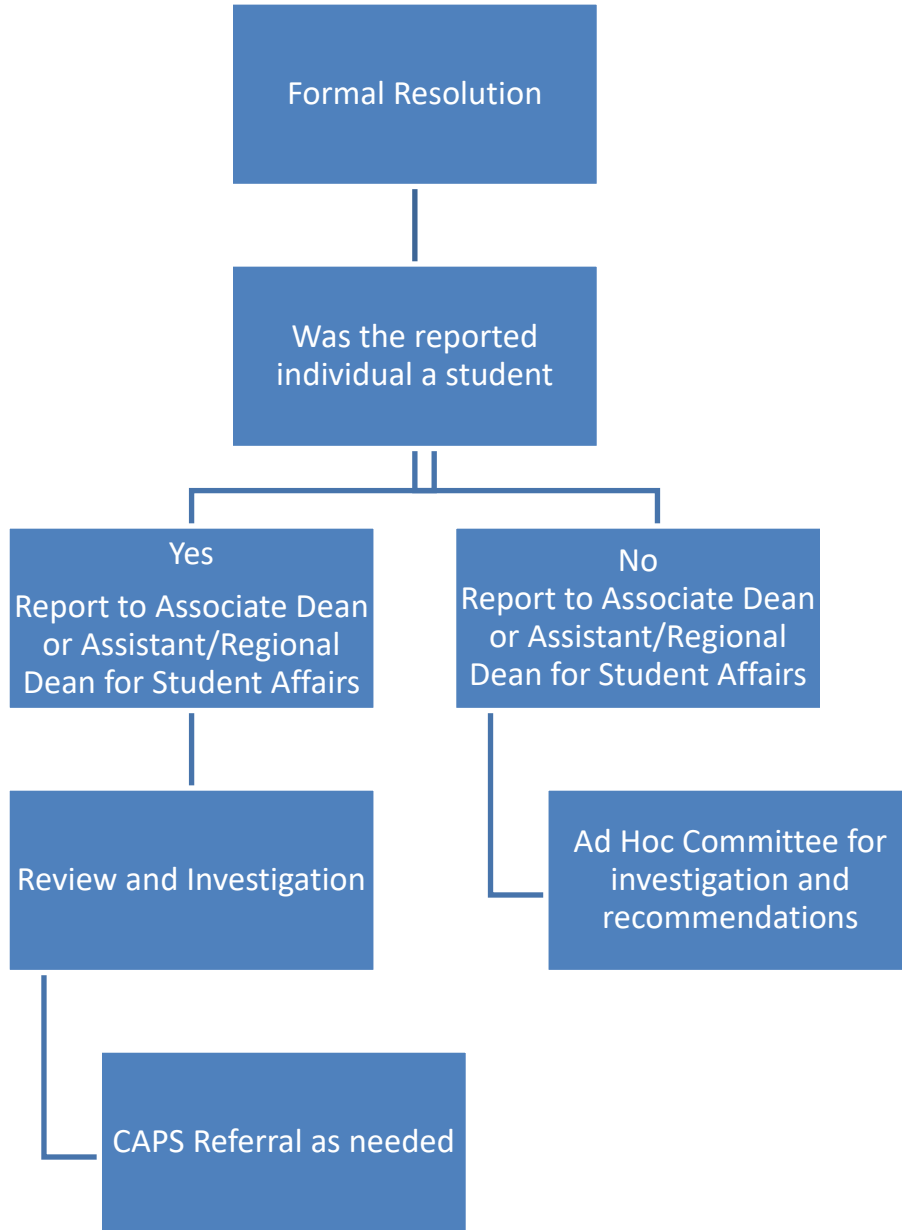 Formal Resolution
Was the reported
individual a student
Yes
Report to Associate Dean
or Assistant/Regional
Dean for Student Affairs
No
Report to Associate Dean
or Assistant/Regional
Dean for Student Affairs
Review and Investigation
Ad Hoc Committee for
investigation and
recommendations
CAPS Referral as needed